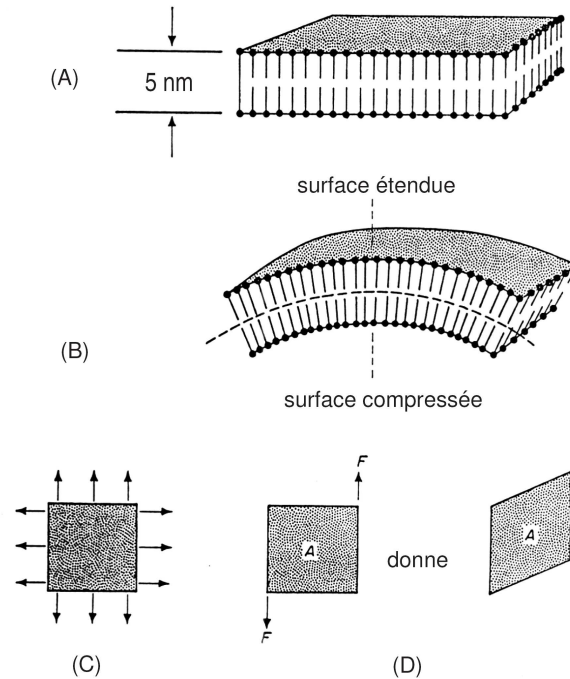 (A)
5 nm
surface étendue
(B)
surface compressée
F
A
F
donne
A
(C)
(D)